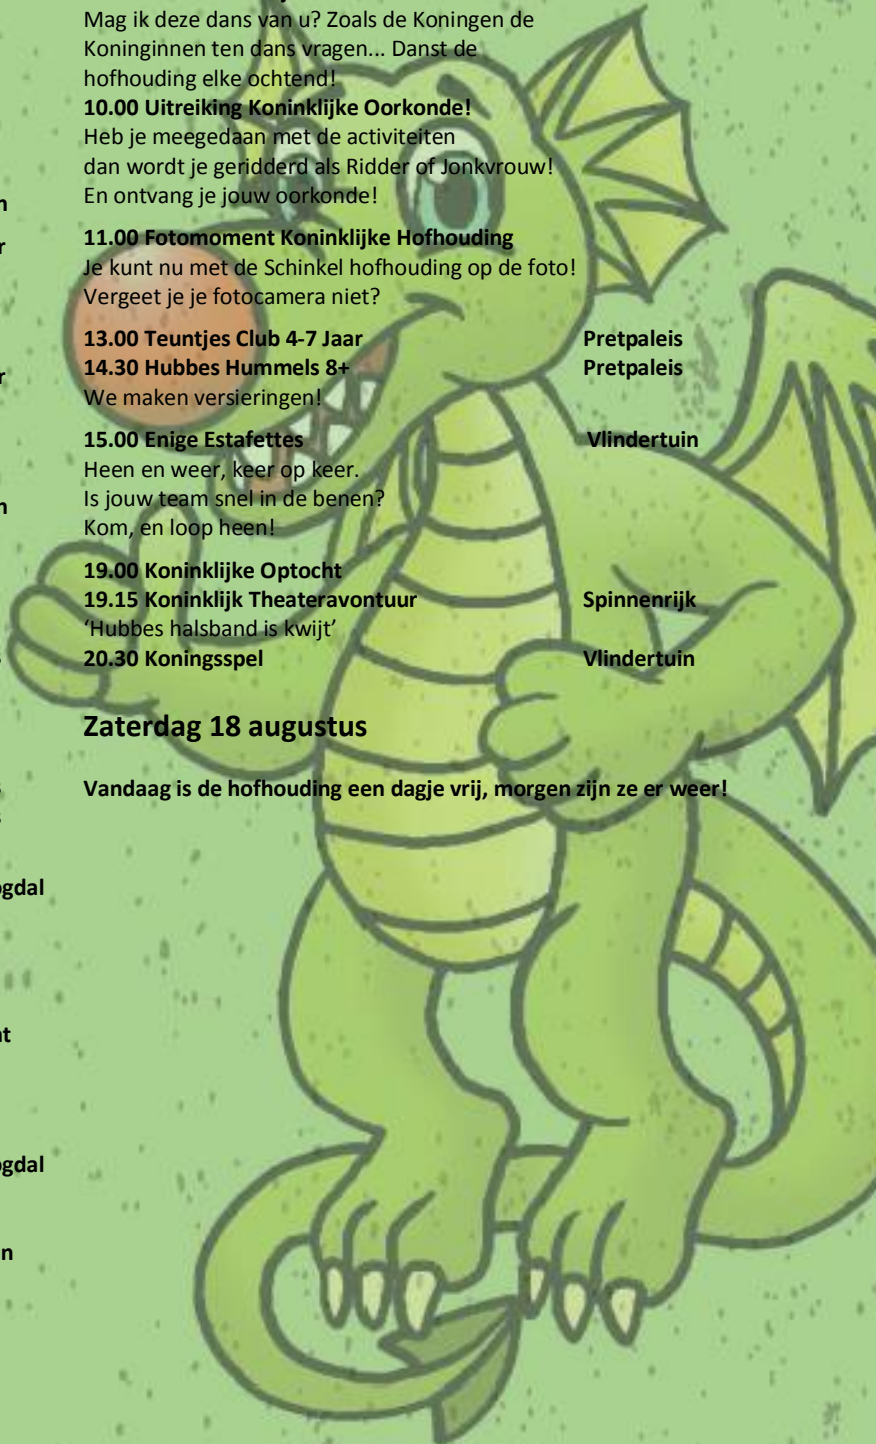 Mag ik deze dans van u? Zoals de Koningen de
Koninginnen ten dans vragen... Danst de
hofhouding elke ochtend!
10.00 Uitreiking Koninklijke Oorkonde!
Heb je meegedaan met de activiteiten
dan wordt je geridderd als Ridder of Jonkvrouw!
En ontvang je jouw oorkonde!
11.00 Fotomoment Koninklijke Hofhouding
Je kunt nu met de Schinkel hofhouding op de foto!
Vergeet je je fotocamera niet?
13.00 Teuntjes Club 4-7 Jaar Pretpaleis
14.30 Hubbes Hummels 8+ Pretpaleis
We maken versieringen!
15.00 Enige Estafettes Vlindertuin
Heen en weer, keer op keer.
Is jouw team snel in de benen?
Kom, en loop heen!
19.00 Koninklijke Optocht
19.15 Koninklijk Theateravontuur Spinnenrijk
‘Hubbes halsband is kwijt’
20.30 Koningsspel Vlindertuin
Zaterdag 18 augustus
Vandaag is de hofhouding een dagje vrij, morgen zijn ze er weer!